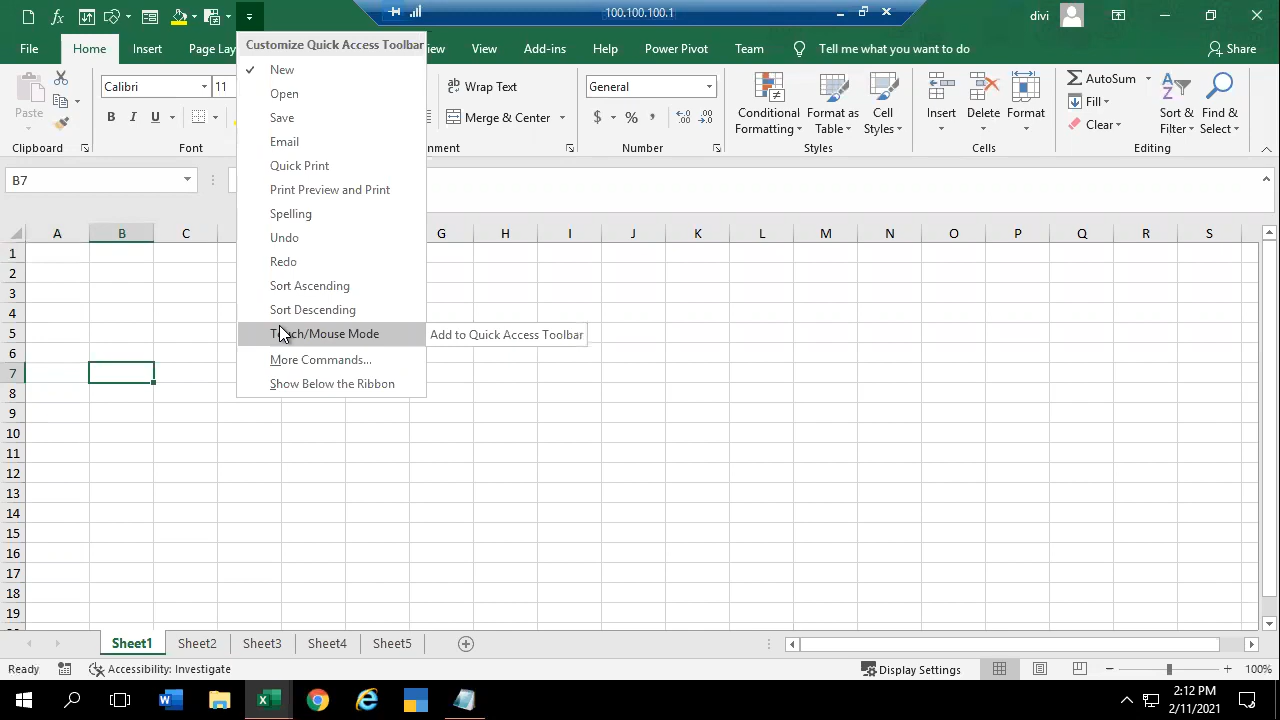 100.100.100.1
divi
File
Home
Insert
Page Lay
ew
View
Add-ins
Help
Power Pivot
Team
Tell me what you want to do
Share
Customize Quick Access Toolbar
New
Open
Save
Email
Quick Print
Print Preview and Print
Spelling
Undo
Redo
Sort Ascending
Sort Descending
Touch/Mouse Mode
Add to Quick Access Toolbar
More Commands...
Show Below the Ribbon
Paste
Clipboard
Calibri
11
B I U
Font
Wrap Text
Merge & Center
nment
General
$ % ,
Number
Conditional
Formatting
Format as
Table
Cell
Styles
Styles
Insert
Delete
Format
Cells
AutoSum
Fill
Clear
Sort &
Filter
Find &
Select
Editing
B7
A B C G H I J K L M N O P Q R S
1
2
3
4
5
6
7
8
9
10
11
12
13
14
15
16
17
18
19
Sheet1
Sheet2
Sheet3
Sheet4
Sheet5
Ready
Accessibility: Investigate
Display Settings
100%
2:12 PM
2/11/2021